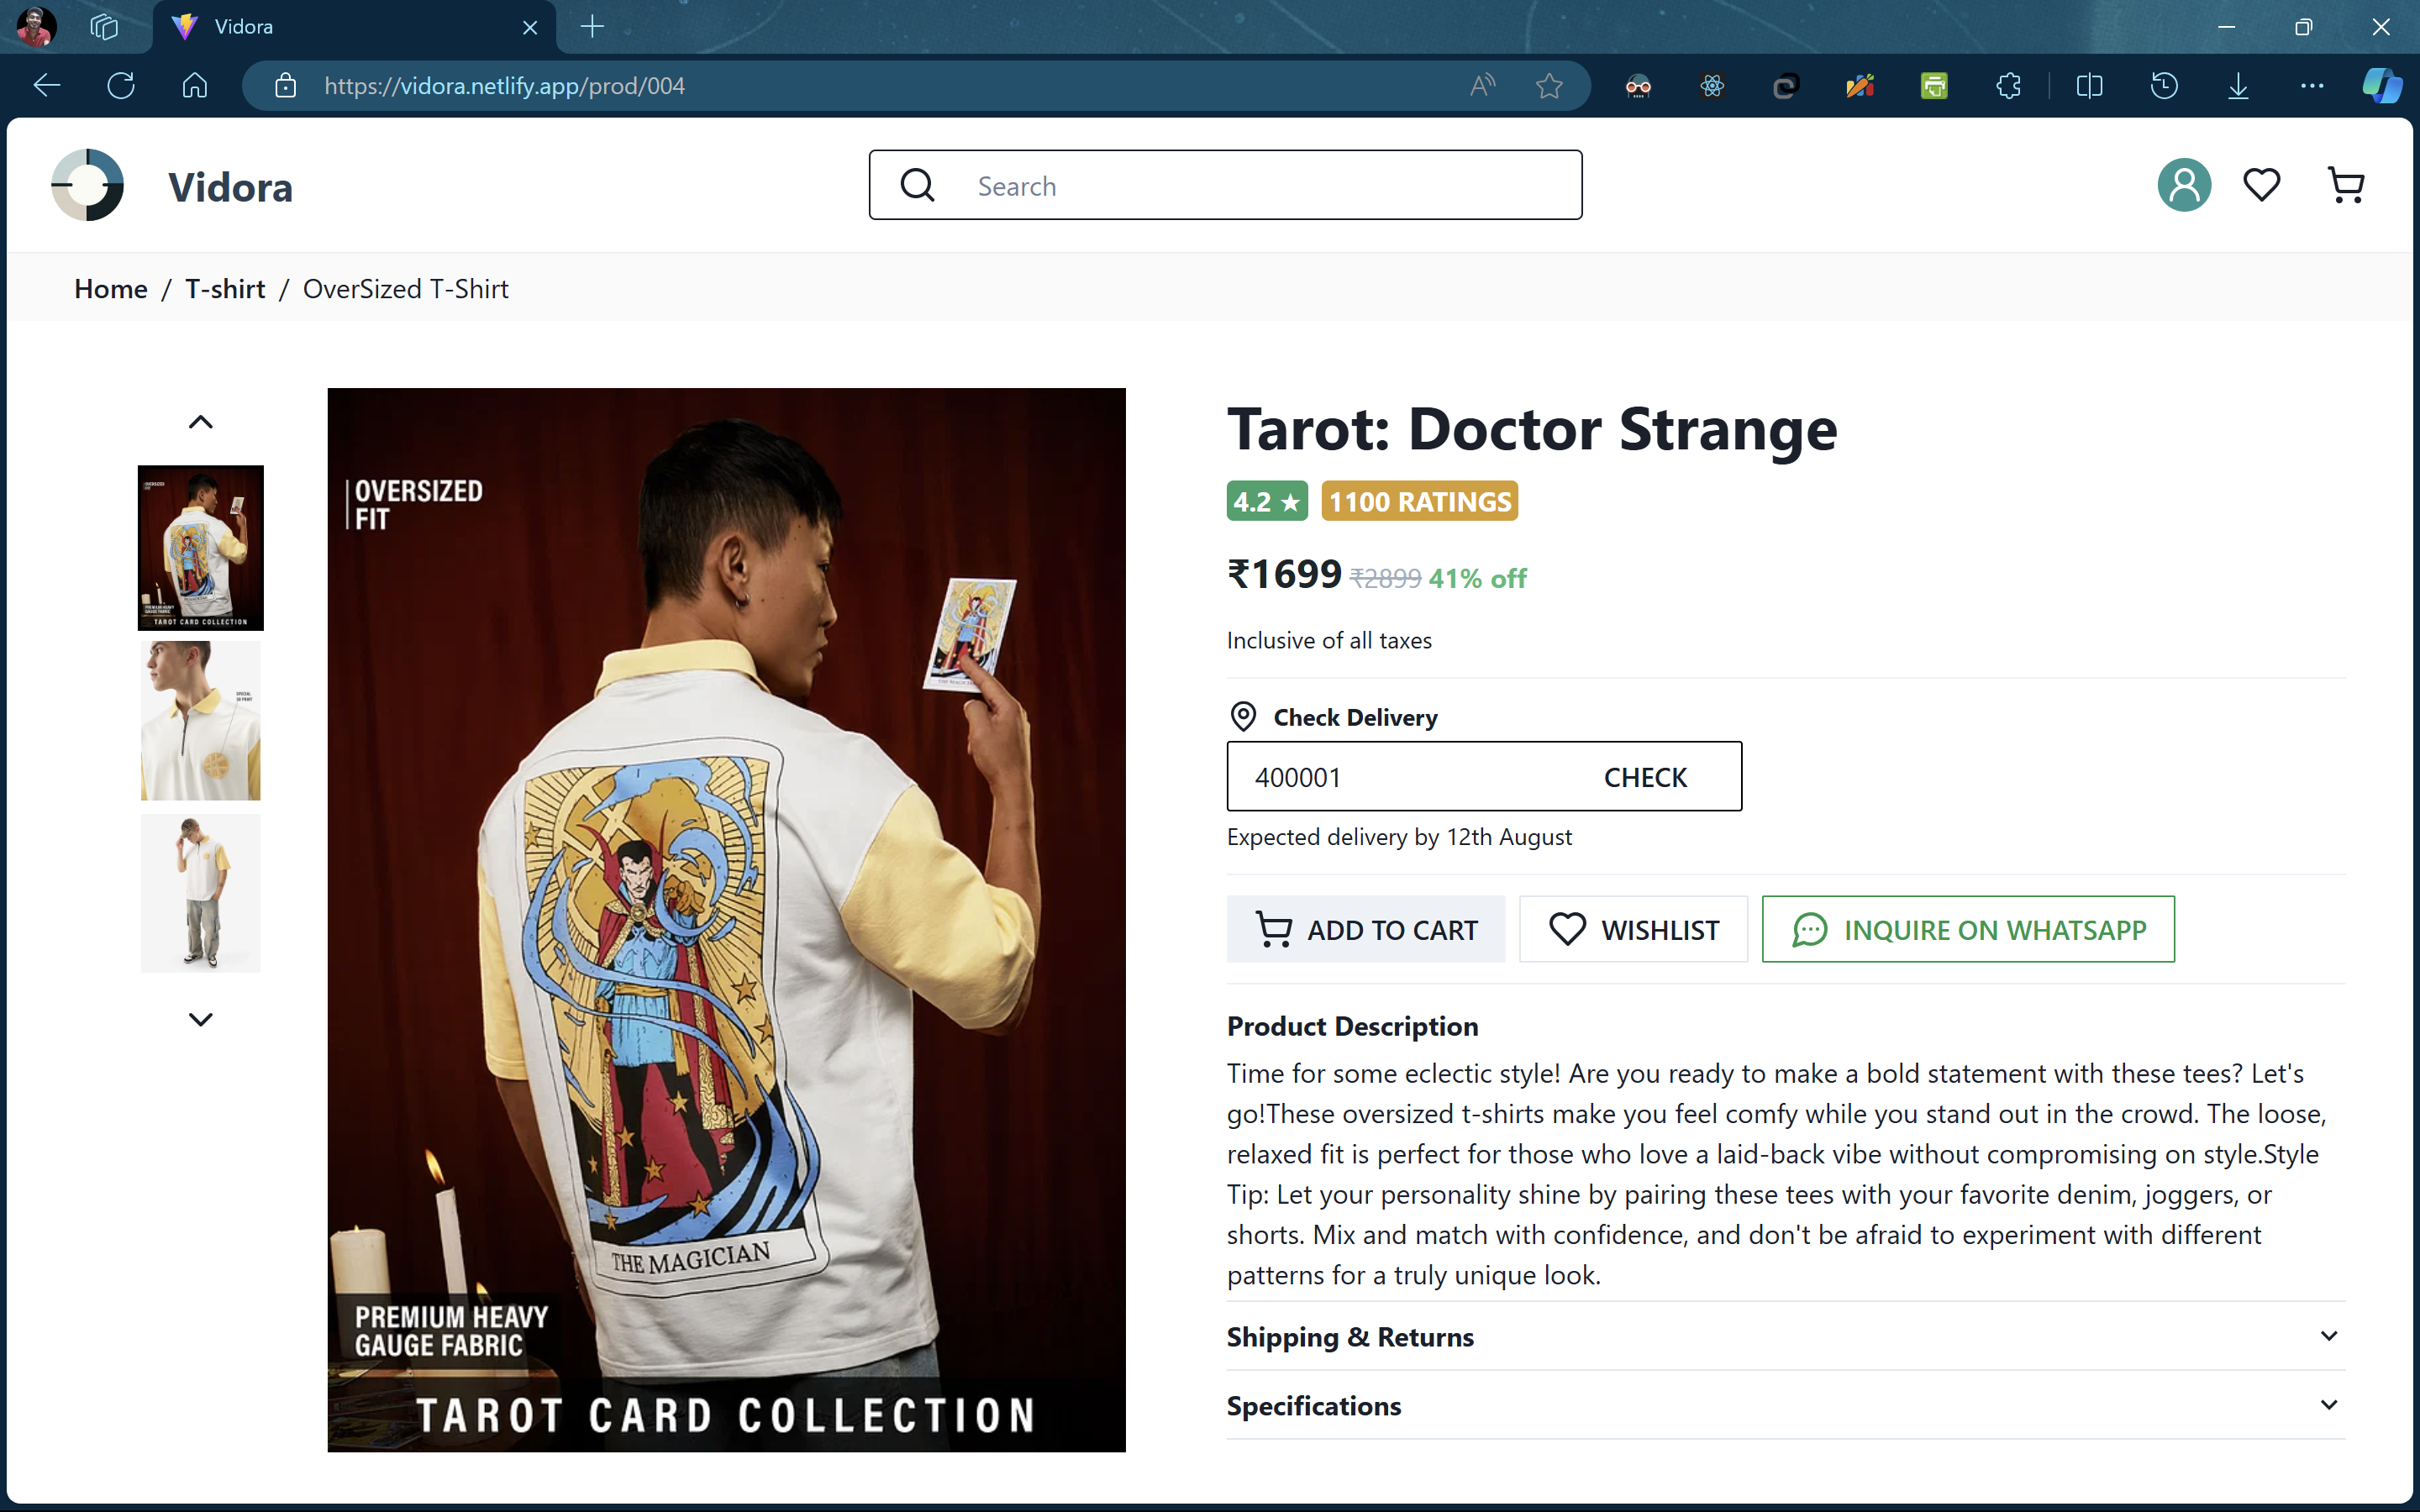 Vidora
https://vidora.netlify.app/prod/004
Vidora
Search
Home / T-shirt / OverSized T-Shirt
OVERSIZED
FIT
THE MAGICIAN
PREMIUM HEAVY
GAUGE FABRIC
TAROT CARD COLLECTION
TAROT CARD COLLECTION
Tarot: Doctor Strange
4.2 ★ 1100 RATINGS
₹1699 ₹2899 41% off
Inclusive of all taxes
Check Delivery
400001 CHECK
Expected delivery by 12th August
ADD TO CART WISHLIST INQUIRE ON WHATSAPP
Product Description
Time for some eclectic style! Are you ready to make a bold statement with these tees? Let's
go!These oversized t-shirts make you feel comfy while you stand out in the crowd. The loose,
relaxed fit is perfect for those who love a laid-back vibe without compromising on style.Style
Tip: Let your personality shine by pairing these tees with your favorite denim, joggers, or
shorts. Mix and match with confidence, and don't be afraid to experiment with different
patterns for a truly unique look.
Shipping & Returns
Specifications